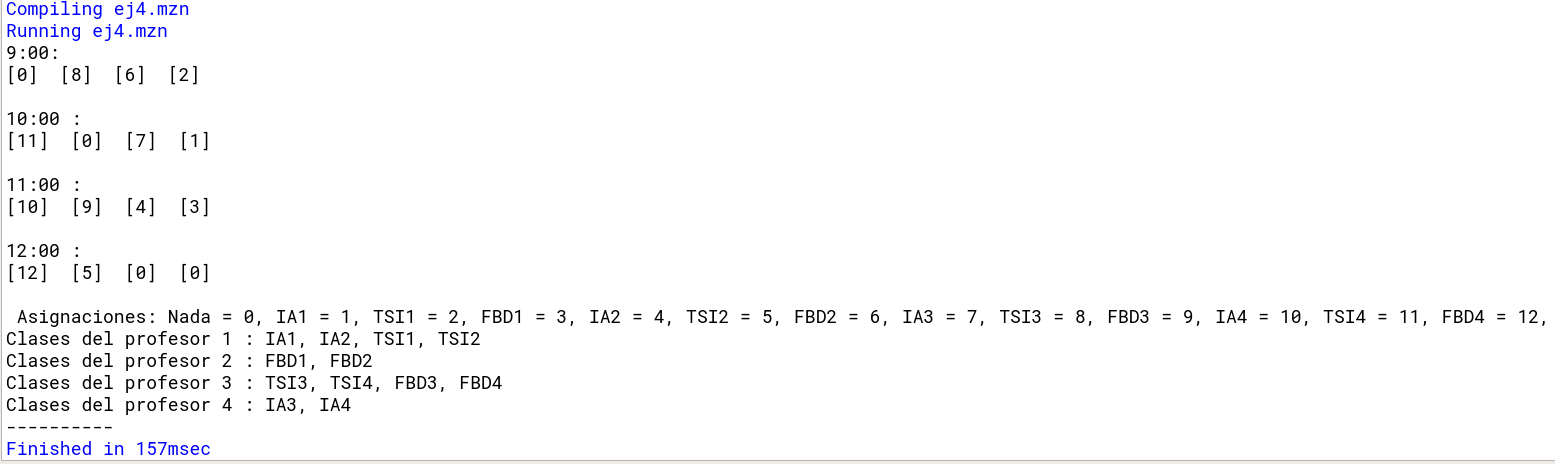 Compiling ej4.mzn
Running ej4.mzn
9:00:
[0]  [8]  [6]  [2]
10:00 :
[11]  [0]  [7]  [1]
11:00 :
[10]  [9]  [4]  [3]
12:00 :
[12]  [5]  [0]  [0]
Asignaciones: Nada = 0, IA1 = 1, TSI1 = 2, FBD1 = 3, IA2 = 4, TSI2 = 5, FBD2 = 6, IA3 = 7, TSI3 = 8, FBD3 = 9, IA4 = 10, TSI4 = 11, FBD4 = 12,
Clases del profesor 1 : IA1, IA2, TSI1, TSI2
Clases del profesor 2 : FBD1, FBD2
Clases del profesor 3 : TSI3, TSI4, FBD3, FBD4
Clases del profesor 4 : IA3, IA4
----------
Finished in 157msec